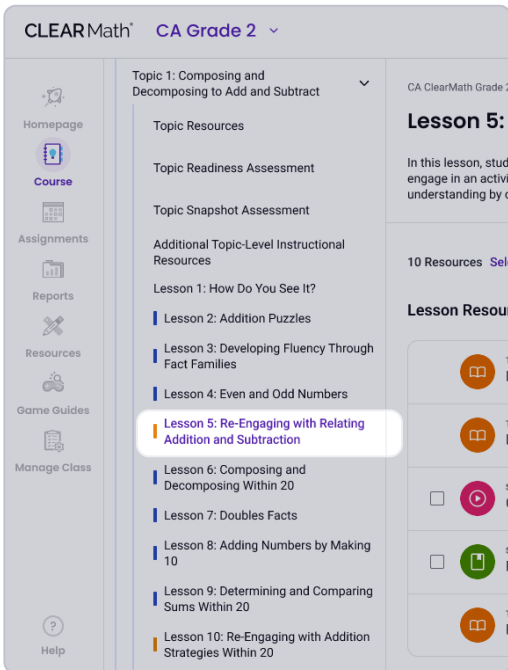 CLEARMath® CA Grade 2
Homepage
Course
Assignments
Reports
Resources
Game Guides
Manage Class
Help
Topic 1: Composing and
Decomposing to Add and Subtract
Topic Resources
Topic Readiness Assessment
Topic Snapshot Assessment
Additional Topic-Level Instructional
Resources
Lesson 1: How Do You See It?
Lesson 2: Addition Puzzles
Lesson 3: Developing Fluency Through
Fact Families
Lesson 4: Even and Odd Numbers
Lesson 5: Re-Engaging with Relating
Addition and Subtraction
Lesson 6: Composing and
Decomposing Within 20
Lesson 7: Doubles Facts
Lesson 8: Adding Numbers by Making
10
Lesson 9: Determining and Comparing
Sums Within 20
Lesson 10: Re-Engaging with Addition
Strategies Within 20
CA ClearMath Grade 2
Lesson 5:
In this lesson, stud
engage in an activi
understanding by
10 Resources Sel
Lesson Resou